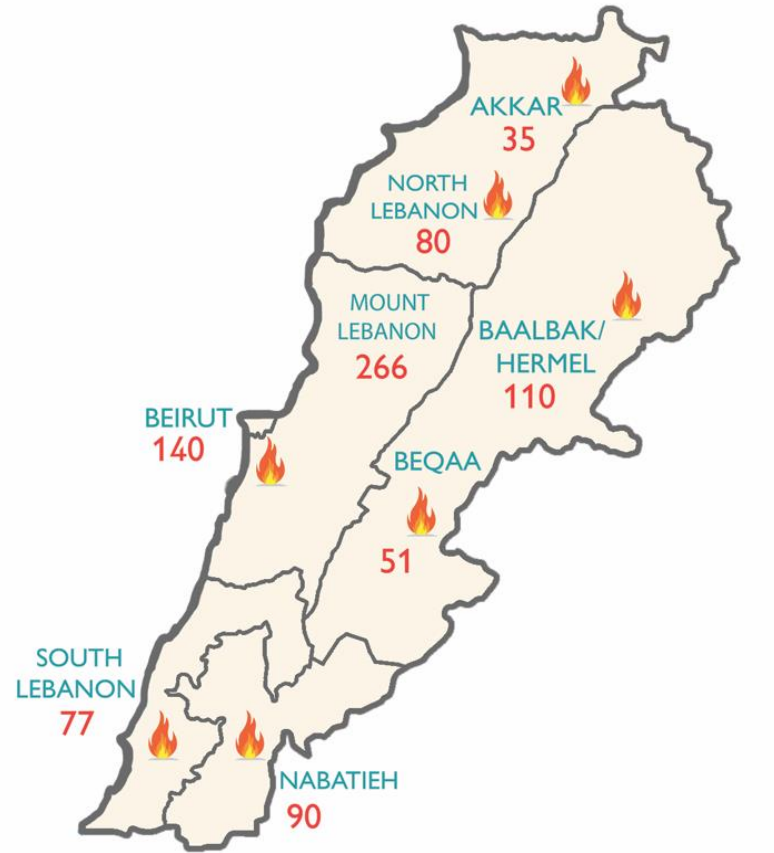 AKKAR
35
NORTH
LEBANON
80
MOUNT
LEBANON
266
BAALBAK/
HERMEL
110
BEIRUT
140
BEQAA
51
SOUTH
LEBANON
77
NABATIEH
90